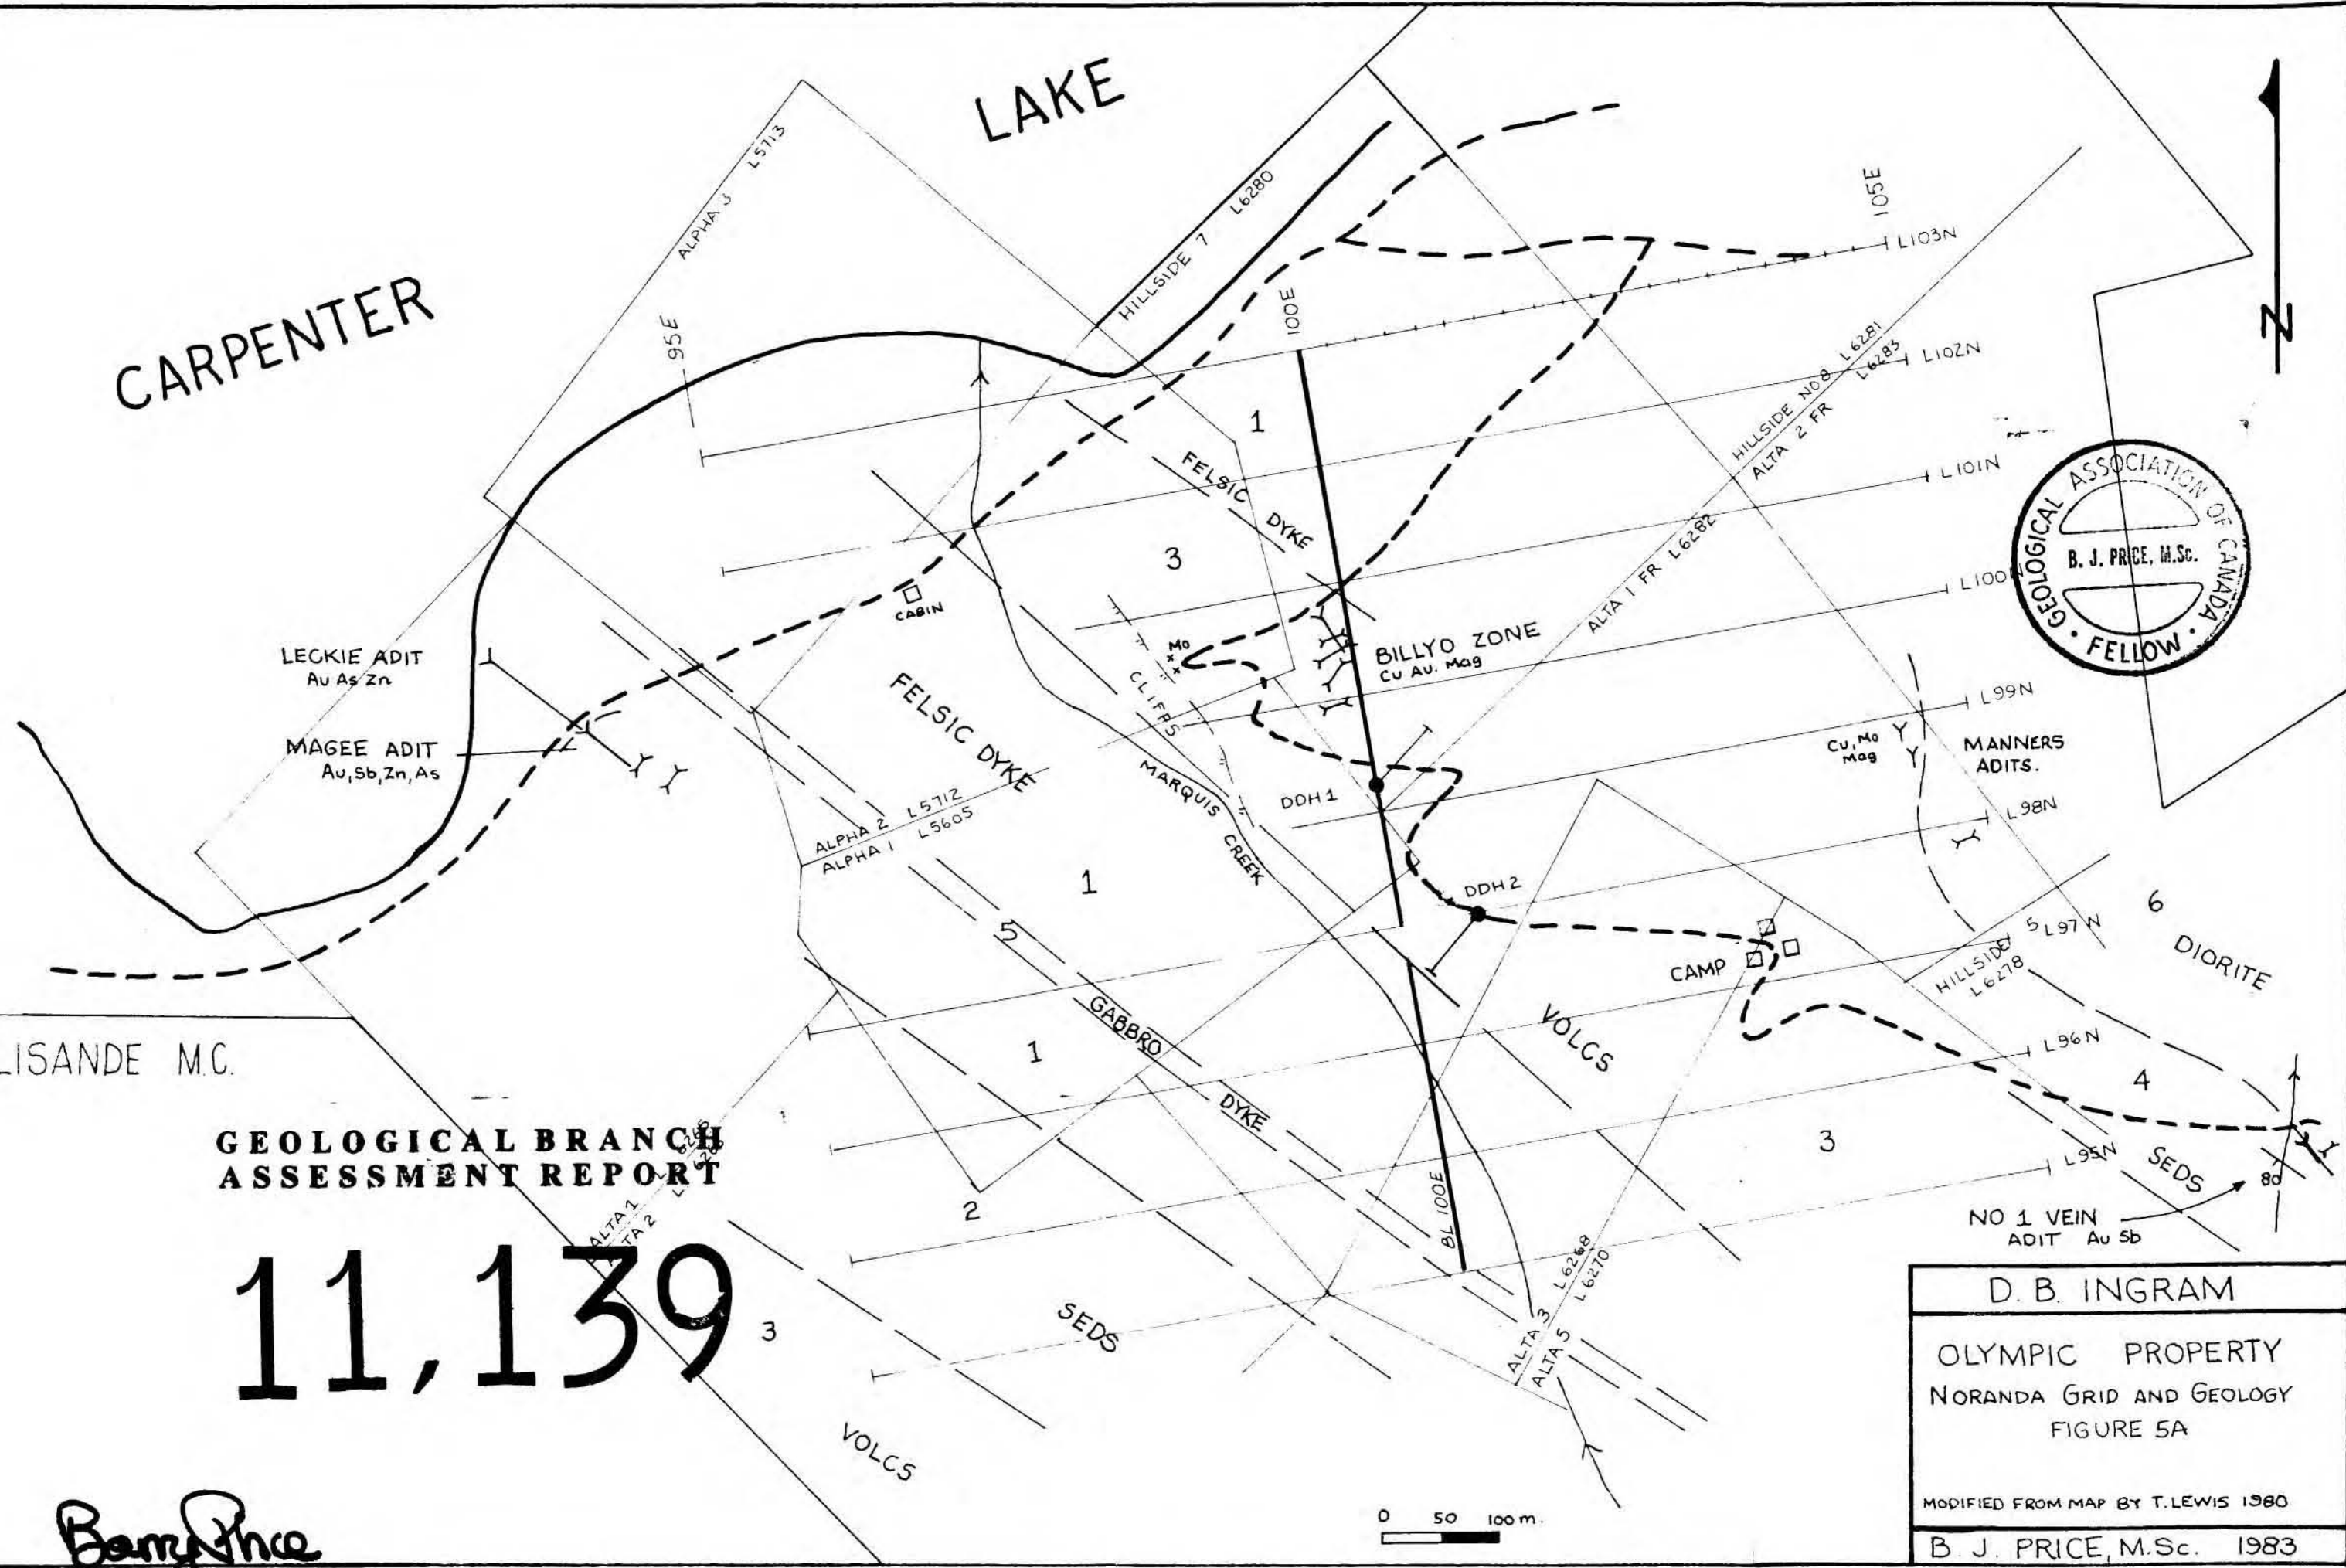 LAKE
CARPENTER
ALPHA 3 L5713
HILLSIDE 7 L6280
95E
100E
105E
L103N
L102N
L101N
L100N
L99N
L98N
L97N
L96N
L95N
N
HILLSIDE NO 8 L6281
ALTA 2 FR L6283
ALTA 1 FR L6282
1
FELSIC DYKE
3
GEOLOGICAL ASSOCIATION OF CANADA
B. J. PRICE, M.Sc.
• FELLOW •
CABIN
Mo
CLIFFS
BILLYO ZONE
Cu Au. Mag
LECKIE ADIT
Au As Zn
MAGEE ADIT
Au, Sb, Zn, As
FELSIC DYKE
ALPHA 2 L5712
ALPHA 1 L5605
MARQUIS CREEK
DDH 1
DDH 2
Cu, Mo
Mag
MANNERS
ADITS.
1
5
GABBRO DYKE
1
CAMP
VOLCS
HILLSIDE 5
L6278
6
DIORITE
4
3
SEDS
80
NO 1 VEIN
ADIT Au Sb
LISANDE M.C.
GEOLOGICAL BRANCH
ASSESSMENT REPORT
11,139
ALTA 1
2
3
SEDS
VOLCS
BL 100E
ALTA 3 L6268
ALTA 5 L6270
0 50 100 m.
D. B. INGRAM
OLYMPIC PROPERTY
NORANDA GRID AND GEOLOGY
FIGURE 5A
MODIFIED FROM MAP BY T. LEWIS 1980
B. J. PRICE, M.Sc. 1983
Barry Price